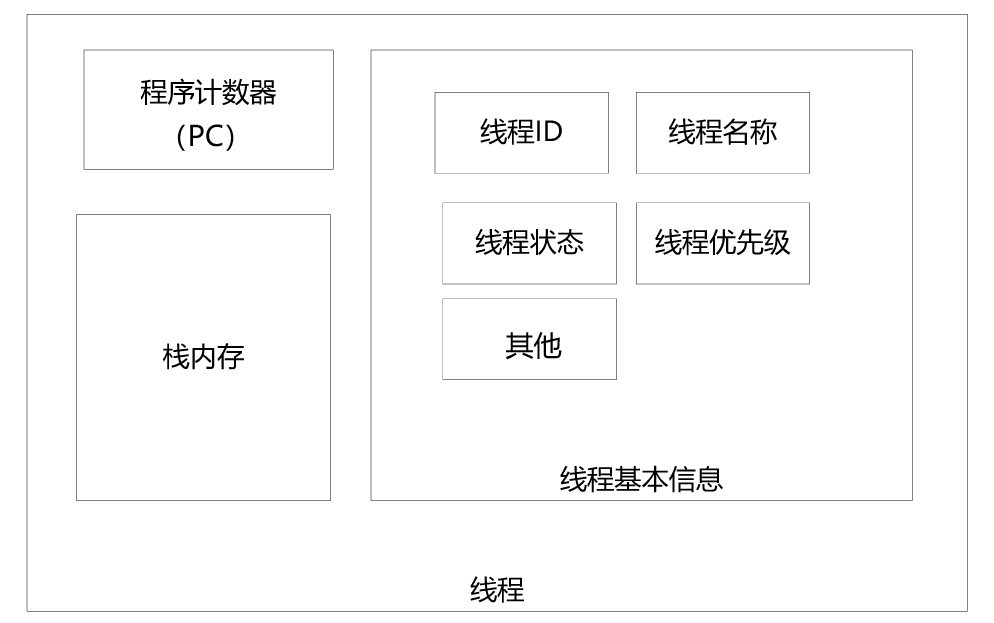 程序计数器
（PC）
线程ID
线程名称
线程状态
线程优先级
栈内存
其他
线程基本信息
线程